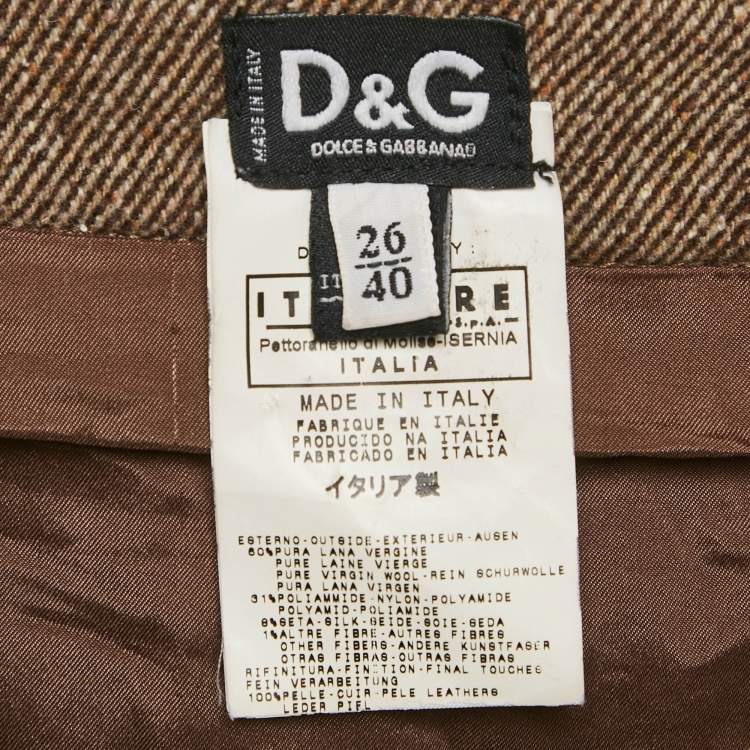 MADE IN ITALY
D&G
DOLCE & GABBANA
26
40
IT
D Y:
IT RE
S.p.A.
Pettoranello di Molise-ISERNIA
ITALIA
MADE IN ITALY
FABRIQUE EN ITALIE
PRODUCIDO NA ITALIA
FABRICADO EN ITALIA
イタリア製
ESTERNO-OUTSIDE-EXTERIEUR-AUSEN
60%PURA LANA VERGINE
PURE LAINE VIERGE
PURE VIRGIN WOOL-REIN SCHURWOLLE
PURA LANA VIRGEN
31%POLIAMMIDE-NYLON-POLYAMIDE
POLYAMID-POLIAMIDE
8%SETA-SILK-SEIDE-SOIE-SEDA
1%ALTRE FIBRE-AUTRES FIBRES
OTHER FIBERS-ANDERE KUNSTFASER
OTRAS FIBRAS-OUTRAS FIBRAS
RIFINITURA-FINITION-FINAL TOUCHES
FEIN VERARBEITUNG
100%PELLE-CUIR-PELE LEATHERS
LEDER PIEL